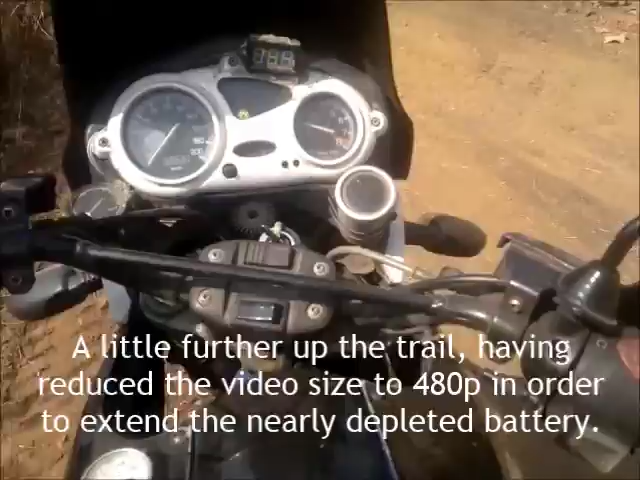 A little further up the trail, having
reduced the video size to 480p in order
to extend the nearly depleted battery.